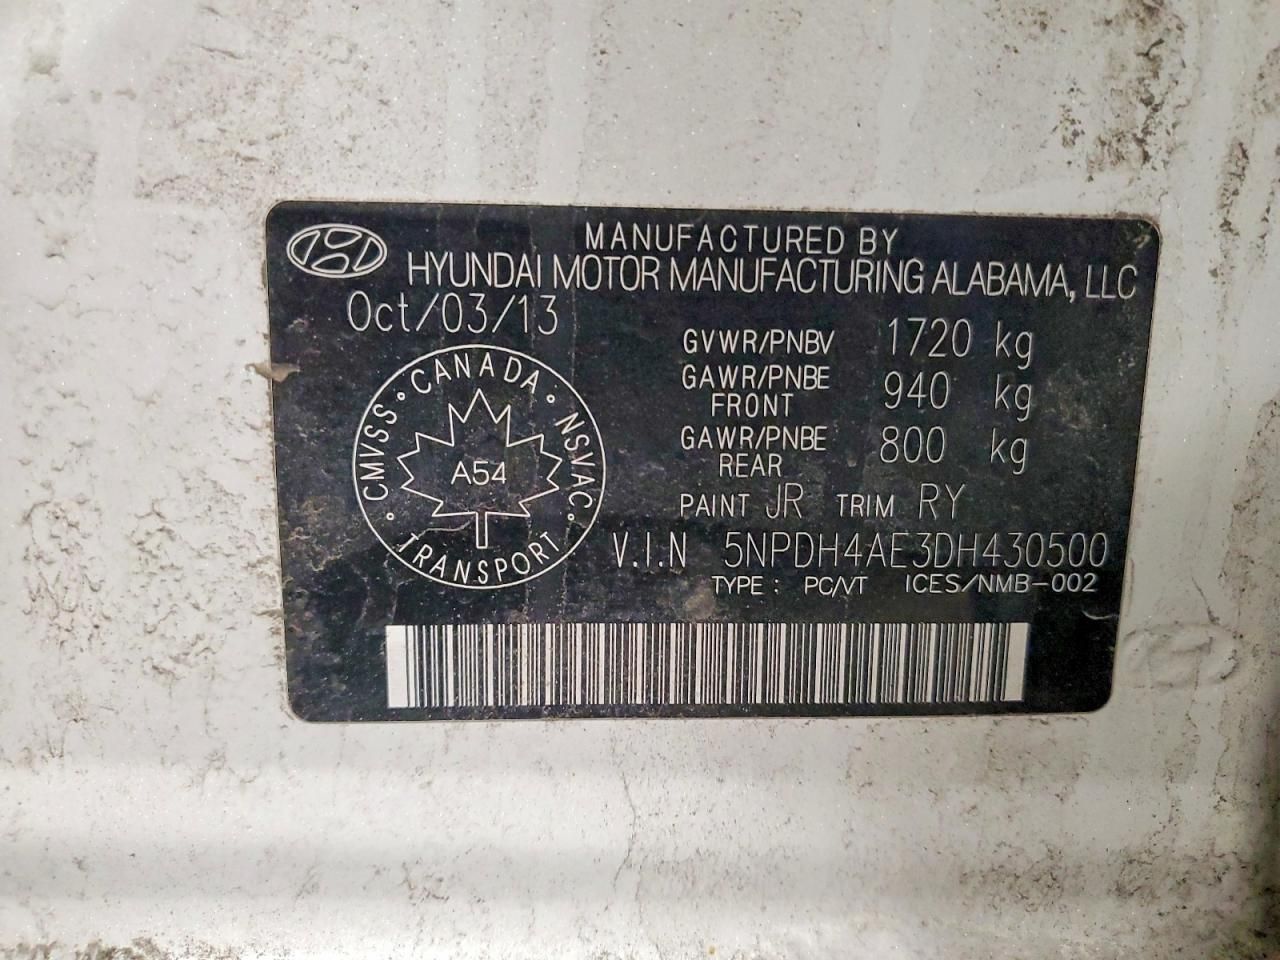 MANUFACTURED BY
HYUNDAI MOTOR MANUFACTURING ALABAMA, LLC
Oct/03/13
GVWR/PNBV 1720 kg
GAWR/PNBE FRONT 940 kg
GAWR/PNBE REAR 800 kg
PAINT JR TRIM RY
CMVSS · CANADA · NSVAC · TRANSPORT ·
A54
V.I.N 5NPDH4AE3DH430500
TYPE : PC/VT ICES/NMB-002